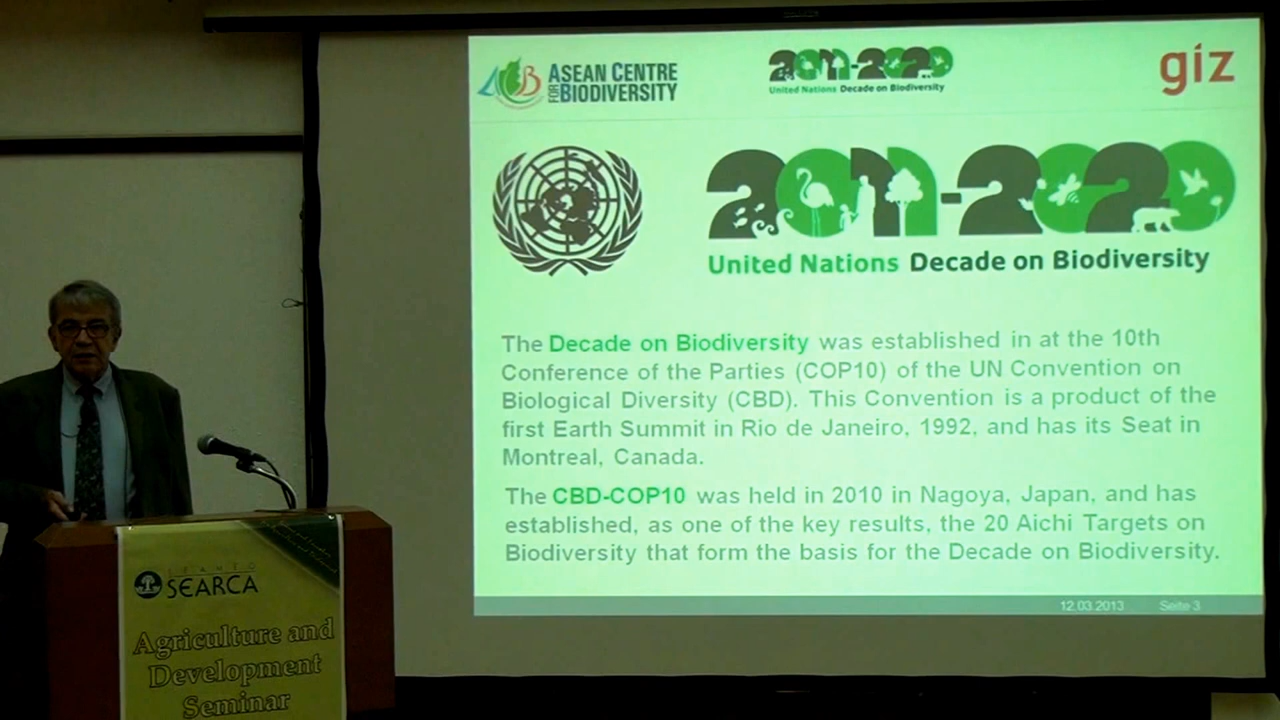 ASEAN CENTRE
FOR BIODIVERSITY
2011-2020
United Nations Decade on Biodiversity
giz
2011-2020
United Nations Decade on Biodiversity
The Decade on Biodiversity was established in at the 10th
Conference of the Parties (COP10) of the UN Convention on
Biological Diversity (CBD). This Convention is a product of the
first Earth Summit in Rio de Janeiro, 1992, and has its Seat in
Montreal, Canada.
The CBD-COP10 was held in 2010 in Nagoya, Japan, and has
established, as one of the key results, the 20 Aichi Targets on
Biodiversity that form the basis for the Decade on Biodiversity.
12.03.2013 Seite 3
SEAMEO
SEARCA
Agriculture and
Development
Seminar